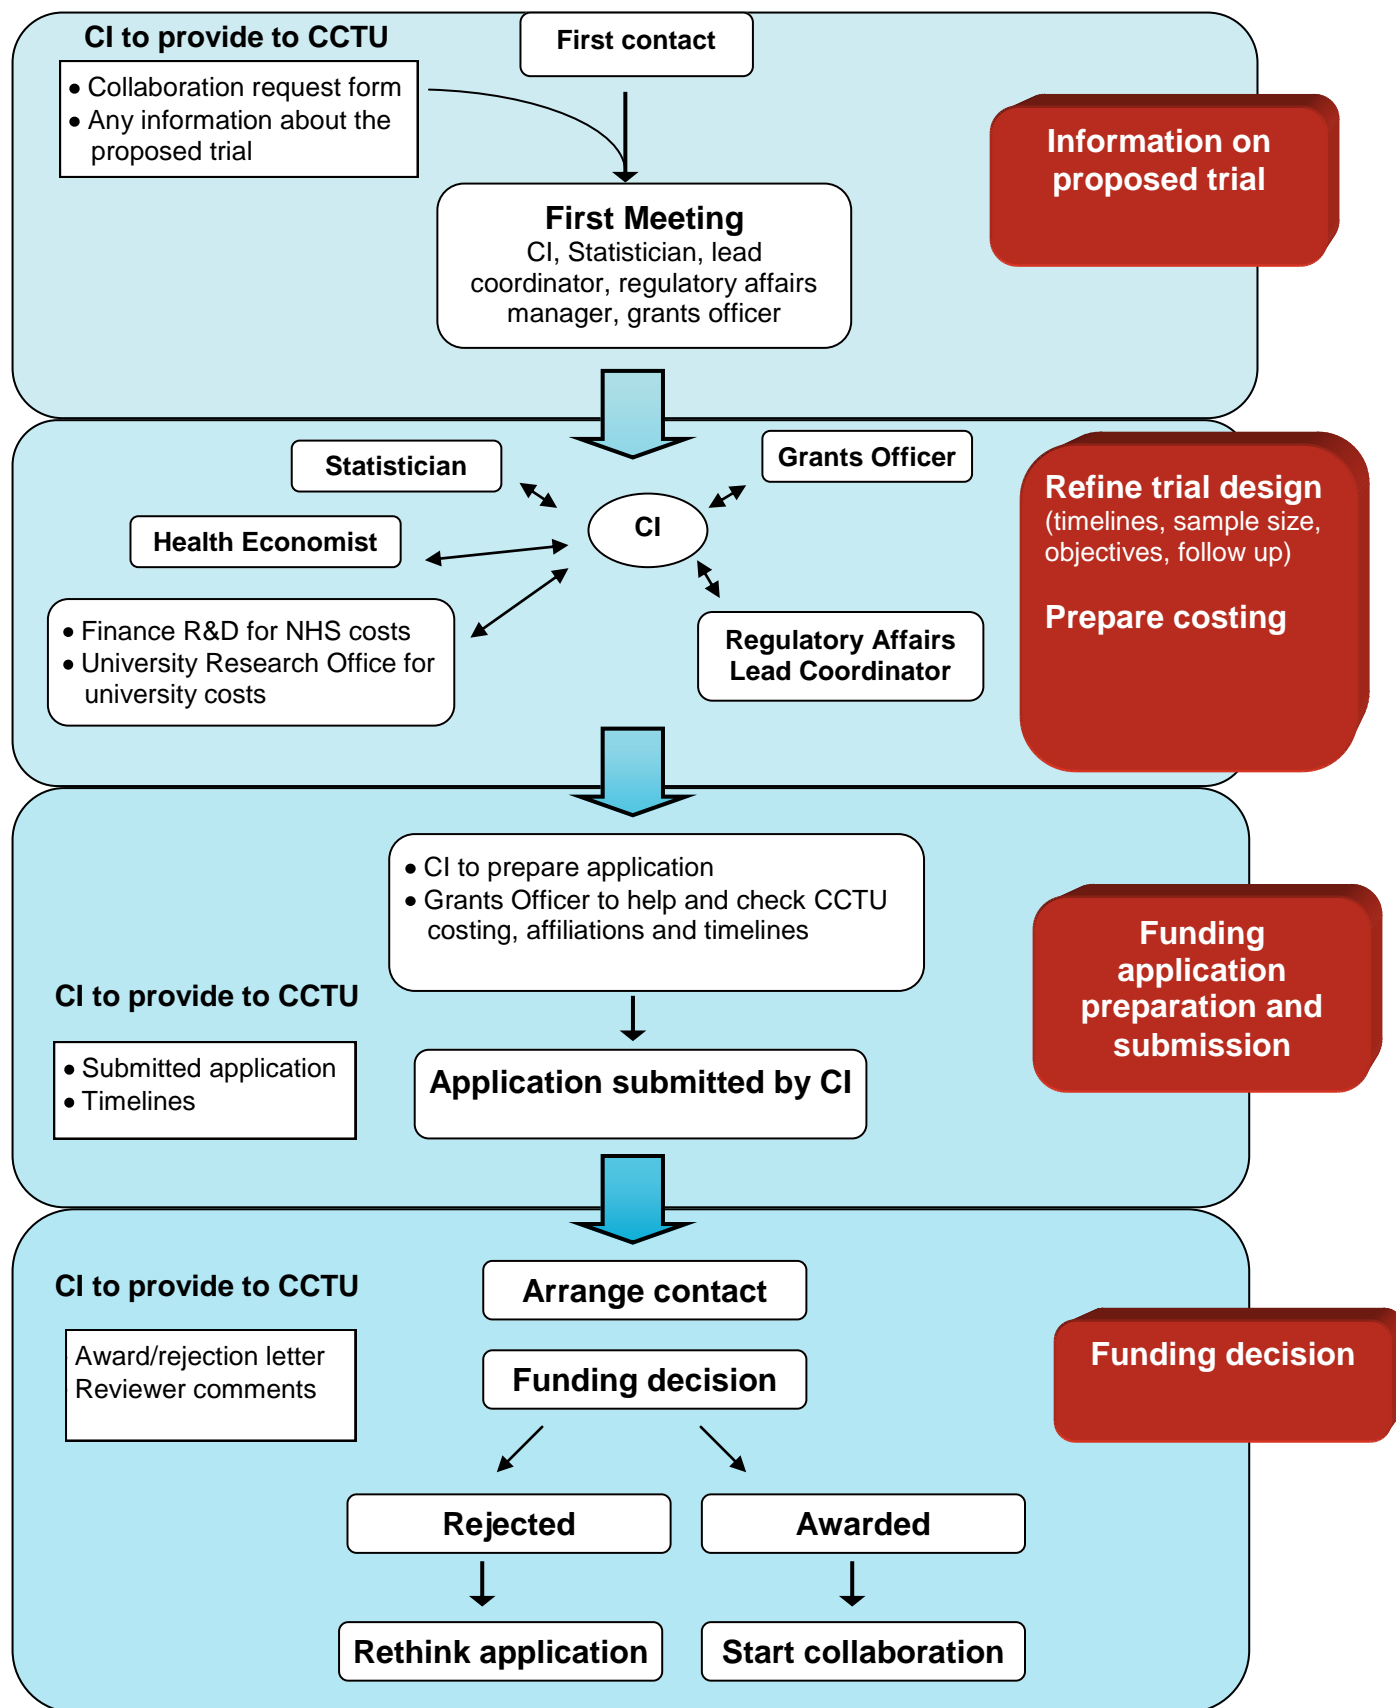 CI to provide to CCTU
First contact
• Collaboration request form
• Any information about the
proposed trial
Information on
proposed trial
First Meeting
CI, Statistician, lead
coordinator, regulatory affairs
manager, grants officer
Statistician
Grants Officer
CI
Health Economist
Refine trial design
(timelines, sample size,
objectives, follow up)
Prepare costing
• Finance R&D for NHS costs
• University Research Office for
university costs
Regulatory Affairs
Lead Coordinator
• CI to prepare application
• Grants Officer to help and check CCTU
costing, affiliations and timelines
Funding
application
preparation and
submission
CI to provide to CCTU
• Submitted application
• Timelines
Application submitted by CI
CI to provide to CCTU
Arrange contact
Award/rejection letter
Reviewer comments
Funding decision
Funding decision
Rejected
Awarded
Rethink application
Start collaboration